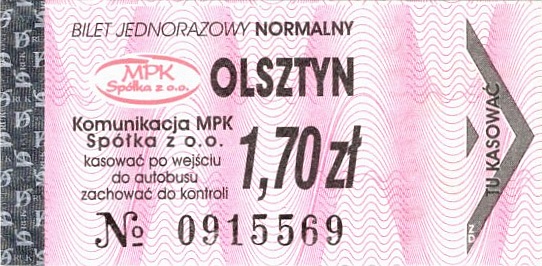 BILET JEDNORAZOWY NORMALNY
MPK
Spółka z o.o.
OLSZTYN
Komunikacja MPK
Spółka z o.o.
kasować po wejściu
do autobusu
zachować do kontroli
1,70 zł
№ 0915569
TU KASOWAĆ